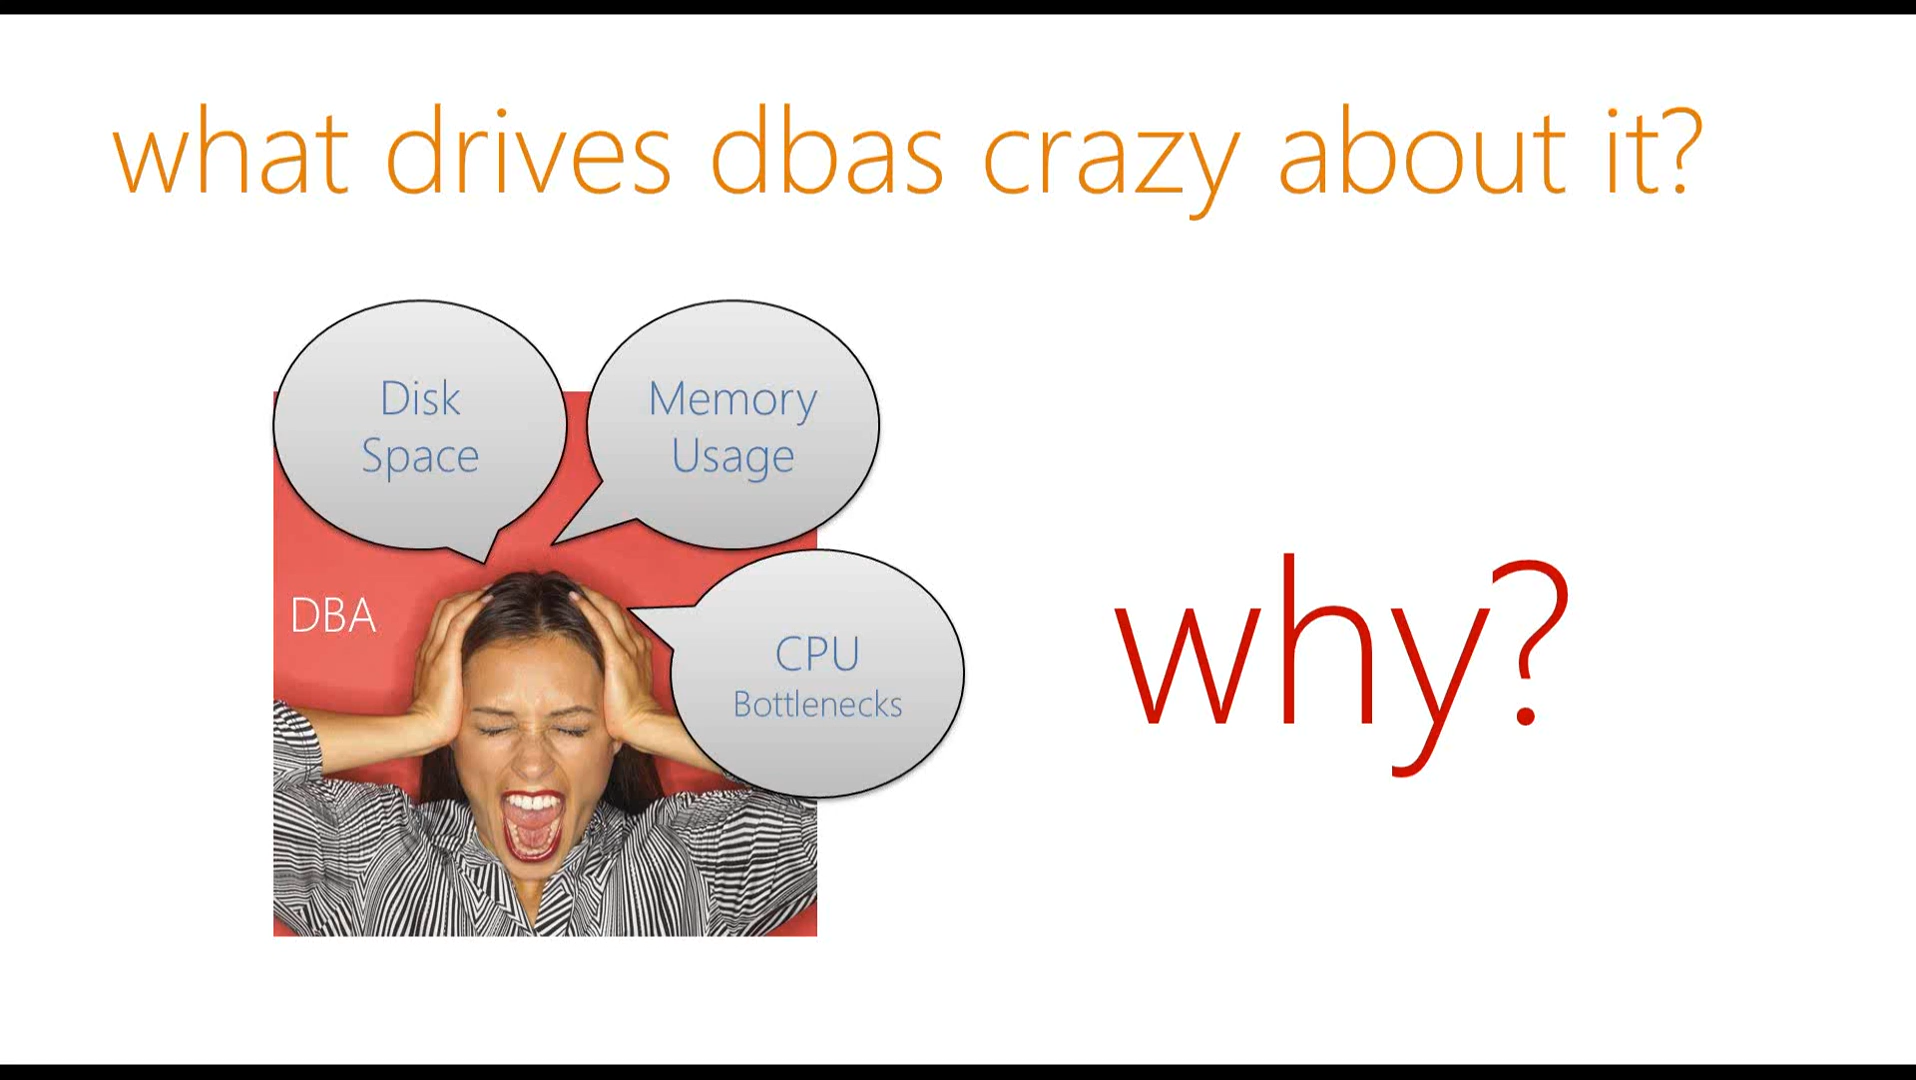 what drives dbas crazy about it?
Disk
Space
Memory
Usage
DBA
CPU
Bottlenecks
why?